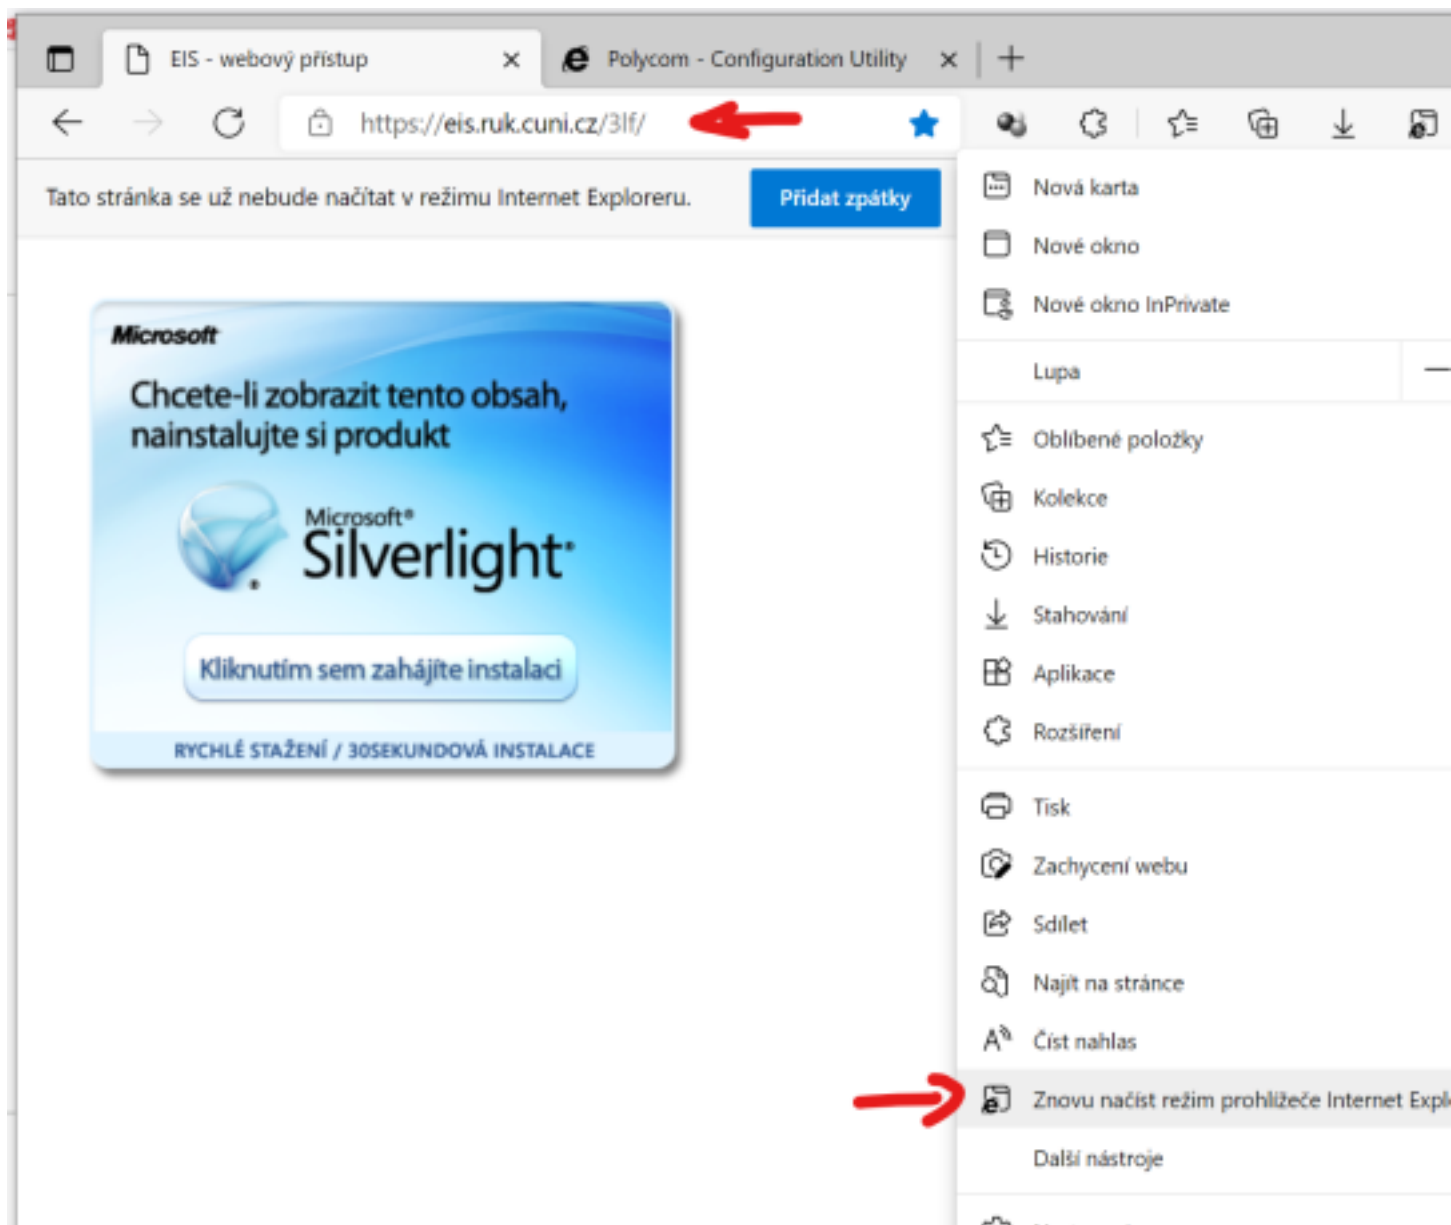 EIS - webový přístup
Polycom - Configuration Utility
https://eis.ruk.cuni.cz/3lf/
Tato stránka se už nebude načítat v režimu Internet Exploreru.
Přidat zpátky
Microsoft
Chcete-li zobrazit tento obsah,
nainstalujte si produkt
Microsoft®
Silverlight®
Kliknutím sem zahájíte instalaci
RYCHLÉ STAŽENÍ / 30SEKUNDOVÁ INSTALACE
Nová karta
Nové okno
Nové okno InPrivate
Lupa
Oblíbené položky
Kolekce
Historie
Stahování
Aplikace
Rozšíření
Tisk
Zachycení webu
Sdílet
Najít na stránce
Číst nahlas
Znovu načíst režim prohlížeče Internet Expl
Další nástroje